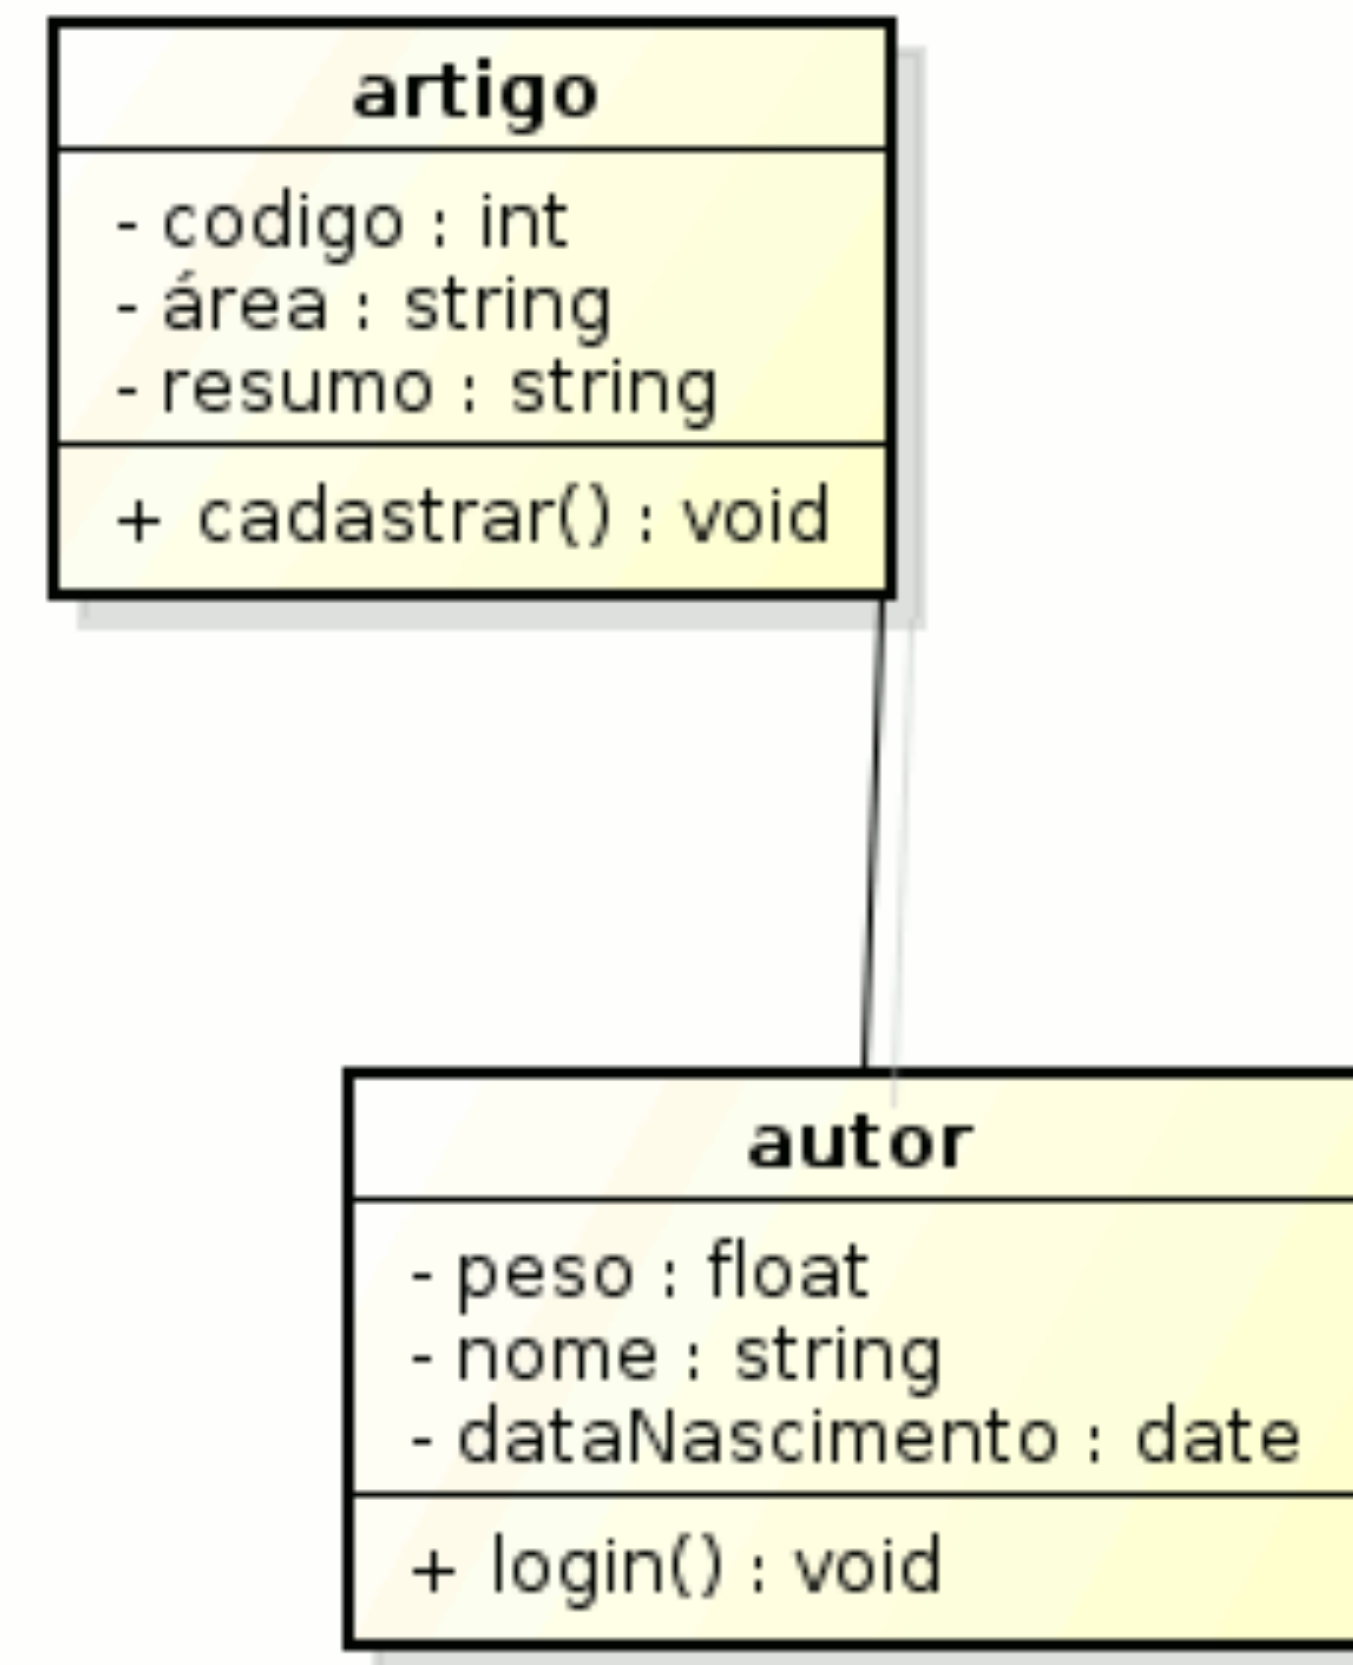 artigo
- codigo : int
- área : string
- resumo : string
+ cadastrar() : void
autor
- peso : float
- nome : string
- dataNascimento : date
+ login() : void